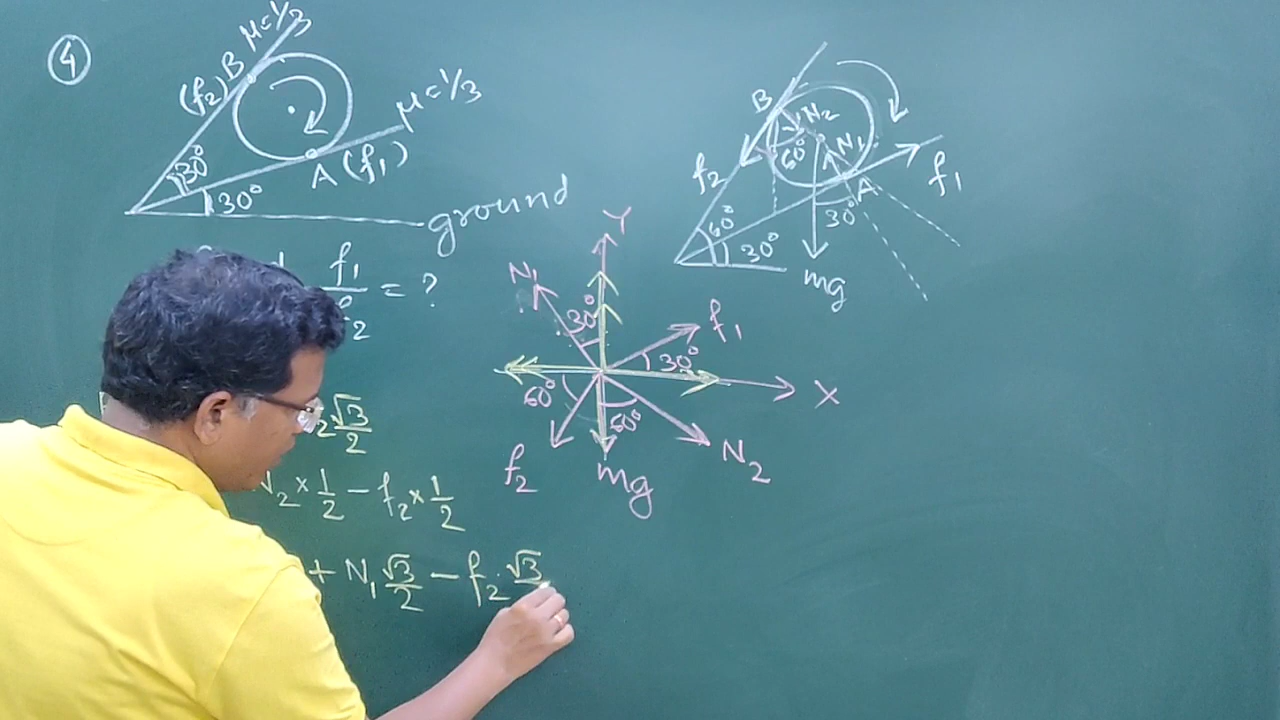 4
μ=1/3
(f₂) B
μ=1/3
A (f₁)
30°
30°
ground
f₁
= ?
₂
B
N₂
60°
N₁
f₁
f₂
A
60°
30°
30°
mg
Y
N₁
30°
f₁
30°
X
60°
60°
f₂
mg
N₂
₂ √3/2
N₂ × 1/2 - f₂ × 1/2
+ N₁ √3/2 - f₂ . √3